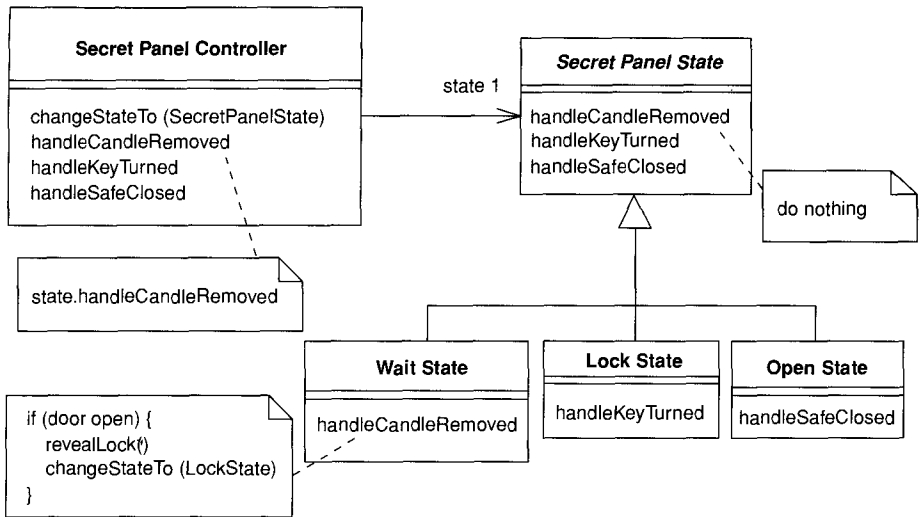 Secret Panel Controller
changeStateTo (SecretPanelState)
handleCandleRemoved
handleKeyTurned
handleSafeClosed
state.handleCandleRemoved
state 1
Secret Panel State
handleCandleRemoved
handleKeyTurned
handleSafeClosed
do nothing
Wait State
handleCandleRemoved
Lock State
handleKeyTurned
Open State
handleSafeClosed
if (door open) {
revealLock()
changeStateTo (LockState)
}